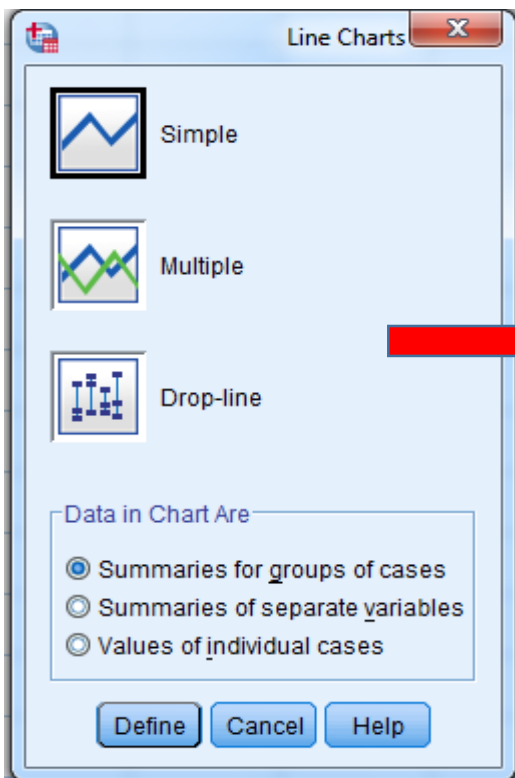 Line Charts
Simple
Multiple
Drop-line
Data in Chart Are
Summaries for groups of cases
Summaries of separate variables
Values of individual cases
Define Cancel Help